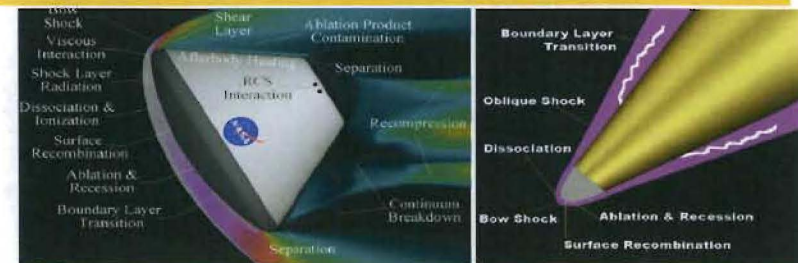 Bow
Shock
Viscous
Interaction
Shock Layer
Radiation
Dissociation &
Ionization
Surface
Recombination
Ablation &
Recession
Boundary Layer
Transition
Shear
Layer
Ablation Product
Contamination
Afterbody Heating
Separation
RCS
Interaction
NASA
Recompression
Continuum
Breakdown
Separation
Boundary Layer
Transition
Oblique Shock
Dissociation
Bow Shock
Ablation & Recession
Surface Recombination